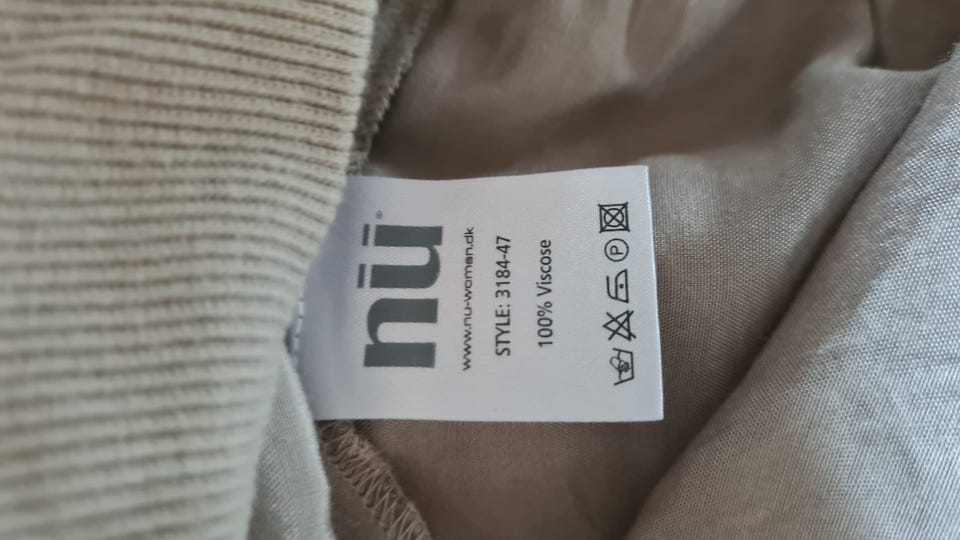 nü®
www.nu-woman.dk
STYLE: 3184-47
100% Viscose
P